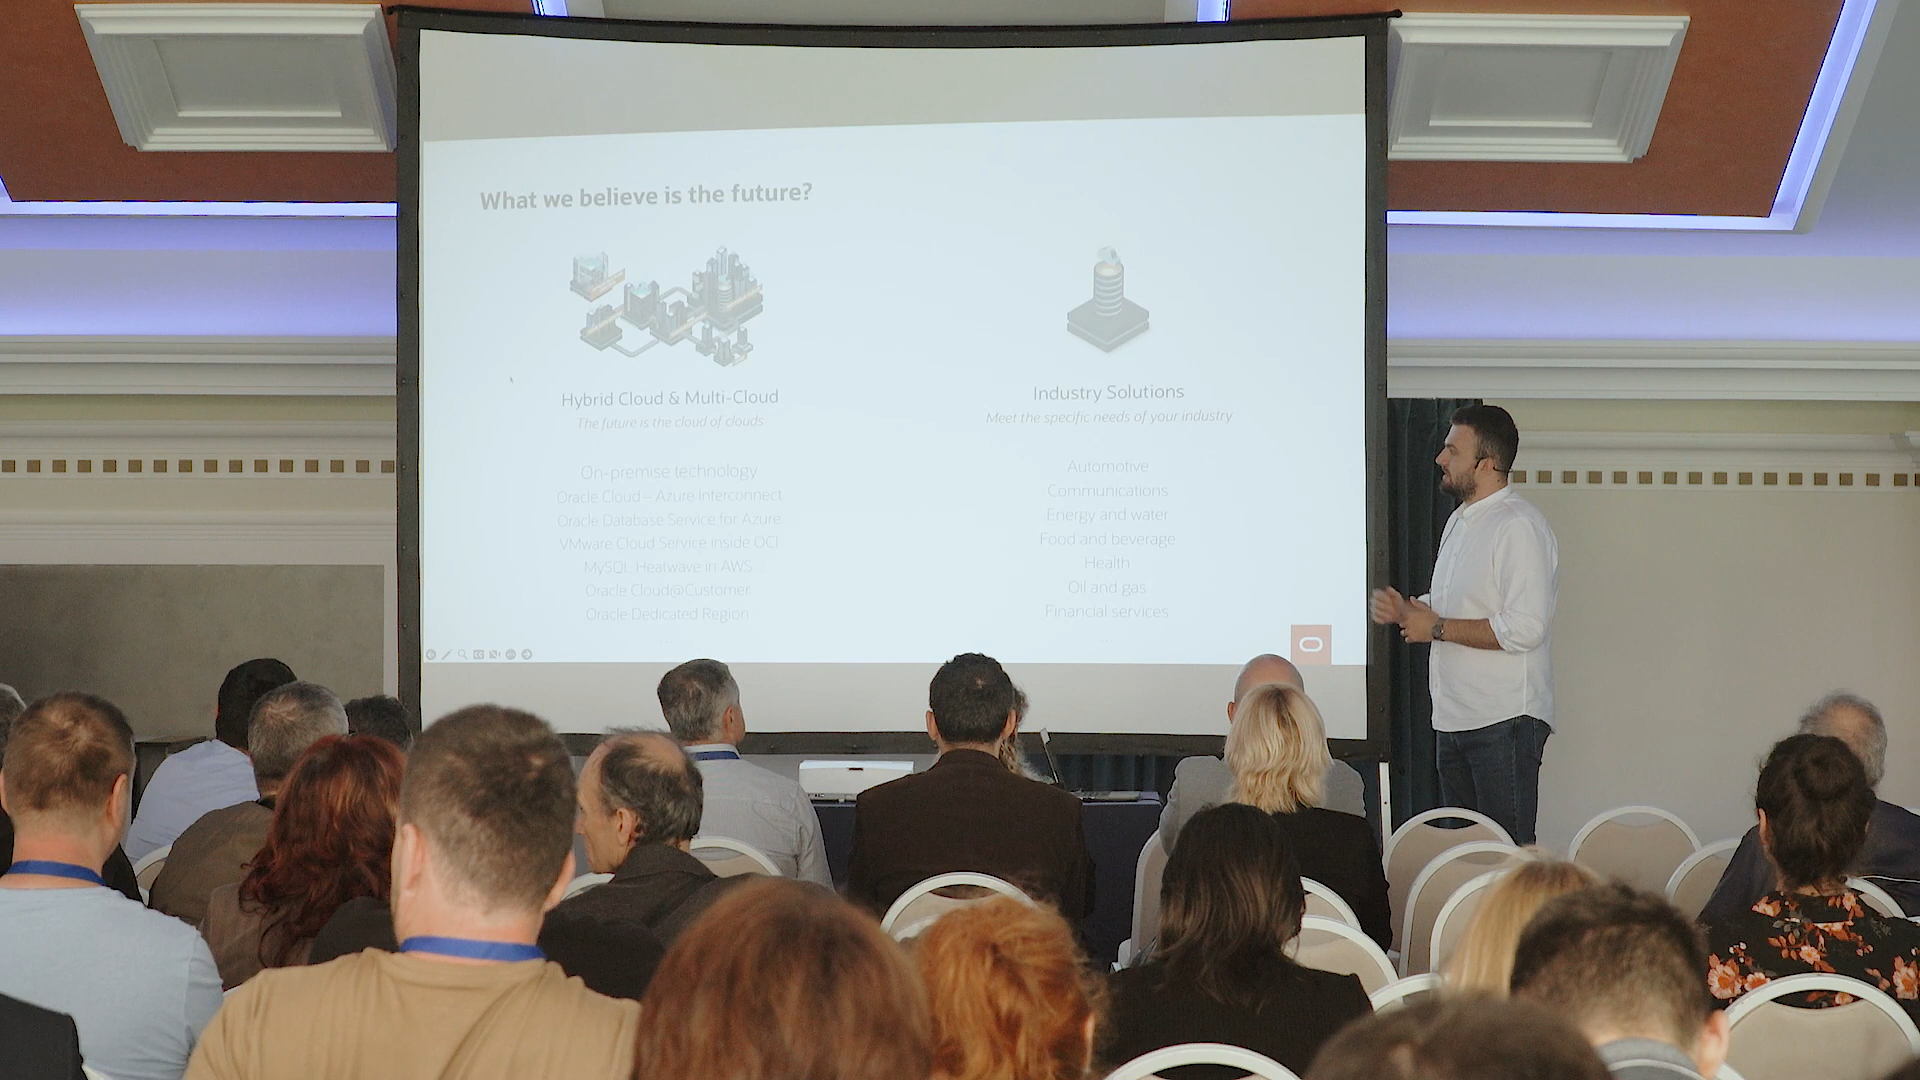 What we believe is the future?
Hybrid Cloud & Multi-Cloud
The future is the cloud of clouds
On-premise technology
Oracle Cloud – Azure Interconnect
Oracle Database Service for Azure
VMware Cloud Service inside OCI
MySQL Heatwave in AWS
Oracle Cloud@Customer
Oracle Dedicated Region
Industry Solutions
Meet the specific needs of your industry
Automotive
Communications
Energy and water
Food and beverage
Health
Oil and gas
Financial services